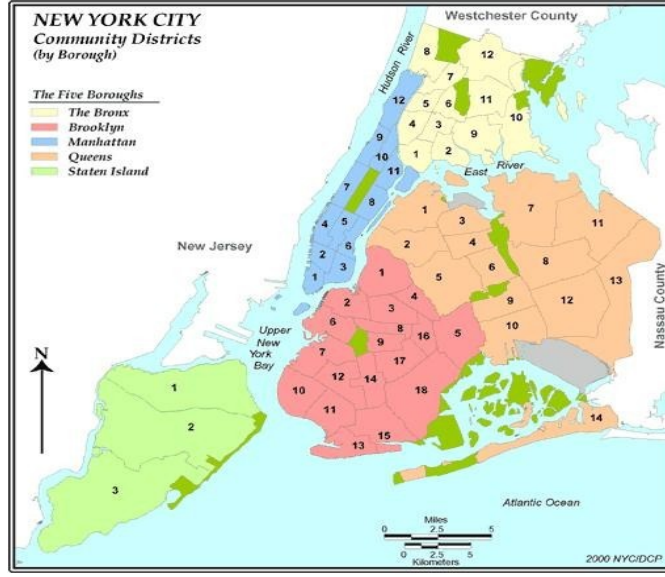 NEW YORK CITY
Community Districts
(by Borough)
The Five Boroughs
The Bronx
Brooklyn
Manhattan
Queens
Staten Island
Westchester County
Hudson River
8
12
7
12
5
6
11
10
4
3
9
9
10
1
2
11
East River
7
8
1
3
7
11
4
5
New Jersey
2
4
8
6
2
6
13
1
3
1
5
9
12
2
3
4
10
Nassau County
Upper
New
York
Bay
6
8
16
5
9
7
17
N
12
14
1
10
18
11
2
14
15
13
3
Atlantic Ocean
Miles
5
2.5
0
5
5
2.5
0
5
Kilometers
2000 NYC/DCP